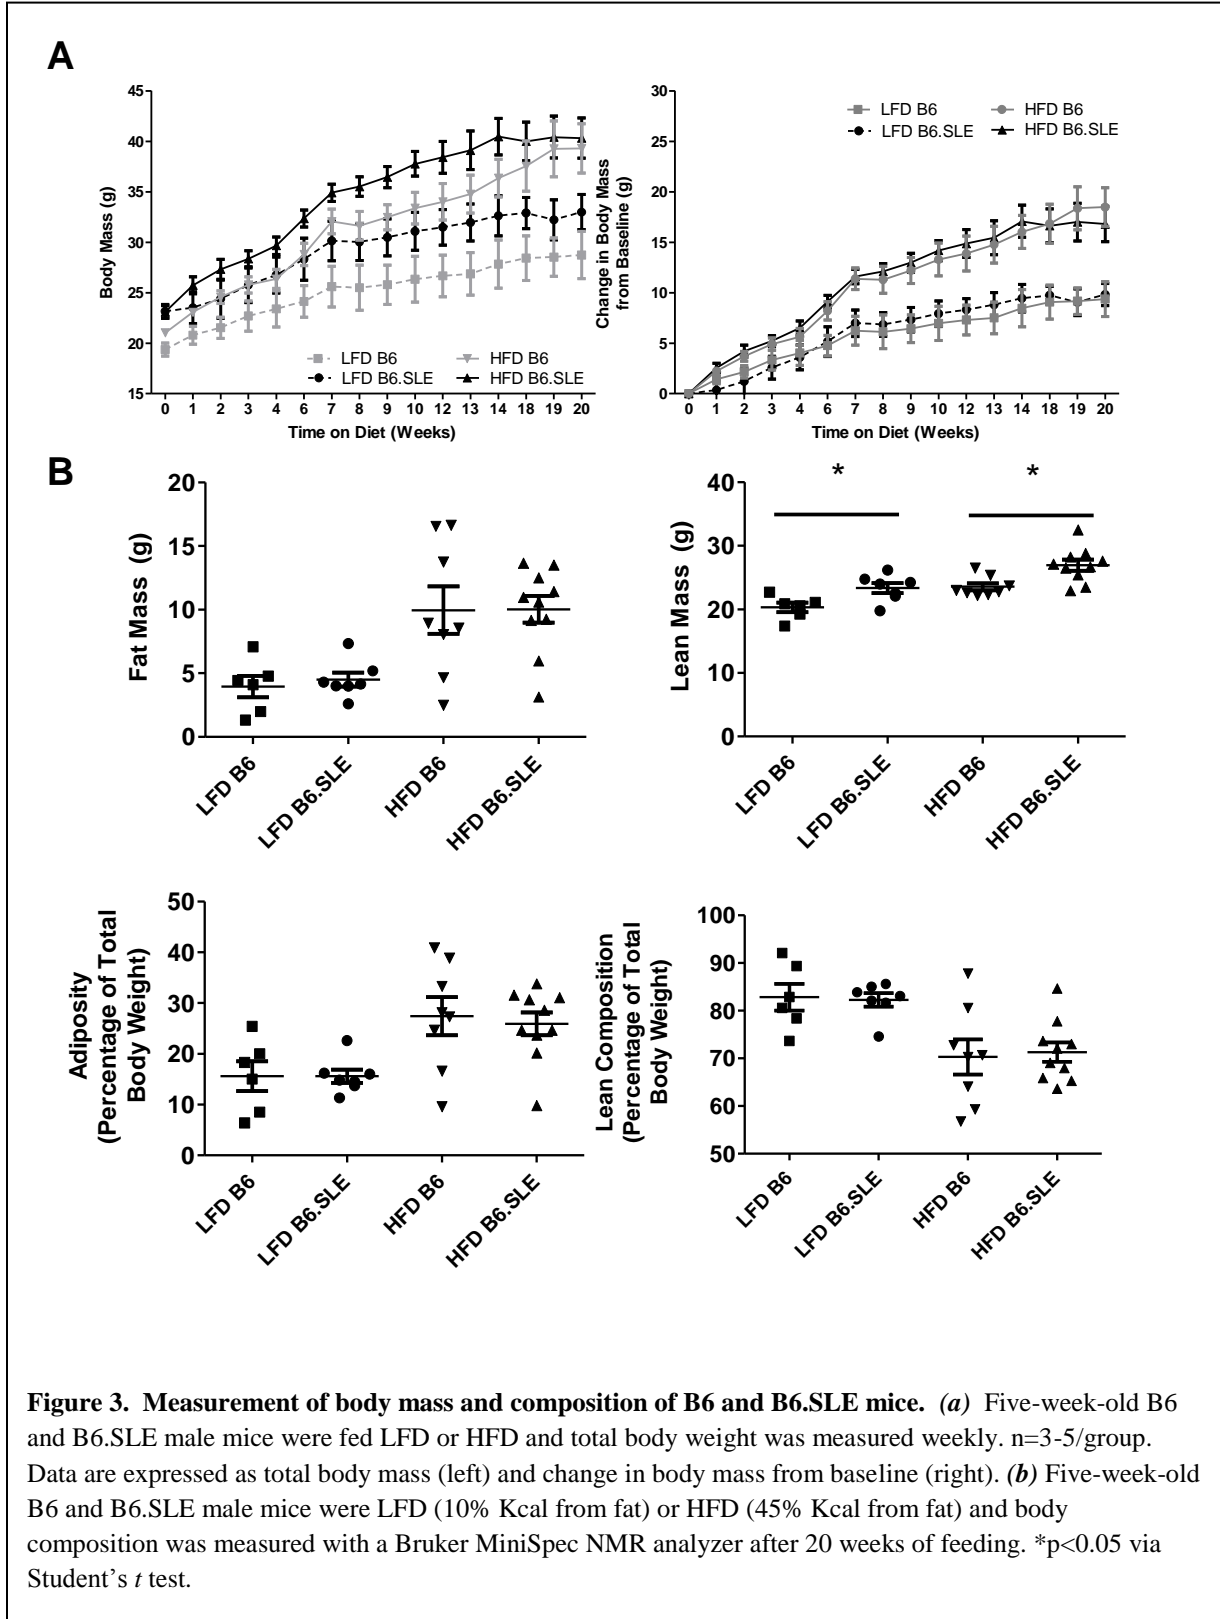 A
45
40
35
30
25
20
15
Body Mass (g)
LFD B6
HFD B6
LFD B6.SLE
HFD B6.SLE
0 1 2 3 4 6 7 8 9 10 12 13 14 18 19 20
Time on Diet (Weeks)
30
25
20
15
10
5
0
Change in Body Mass
from Baseline (g)
LFD B6
HFD B6
LFD B6.SLE
HFD B6.SLE
0 1 2 3 4 6 7 8 9 10 12 13 14 18 19 20
Time on Diet (Weeks)
B
20
15
10
5
0
Fat Mass (g)
LFD B6
LFD B6.SLE
HFD B6
HFD B6.SLE
40
30
20
10
0
Lean Mass (g)
* *
LFD B6
LFD B6.SLE
HFD B6
HFD B6.SLE
50
40
30
20
10
0
Adiposity
(Percentage of Total
Body Weight)
LFD B6
LFD B6.SLE
HFD B6
HFD B6.SLE
100
90
80
70
60
50
Lean Composition
(Percentage of Total
Body Weight)
LFD B6
LFD B6.SLE
HFD B6
HFD B6.SLE
Figure 3. Measurement of body mass and composition of B6 and B6.SLE mice. (a) Five-week-old B6
and B6.SLE male mice were fed LFD or HFD and total body weight was measured weekly. n=3-5/group.
Data are expressed as total body mass (left) and change in body mass from baseline (right). (b) Five-week-old
B6 and B6.SLE male mice were LFD (10% Kcal from fat) or HFD (45% Kcal from fat) and body
composition was measured with a Bruker MiniSpec NMR analyzer after 20 weeks of feeding. *p<0.05 via
Student’s t test.